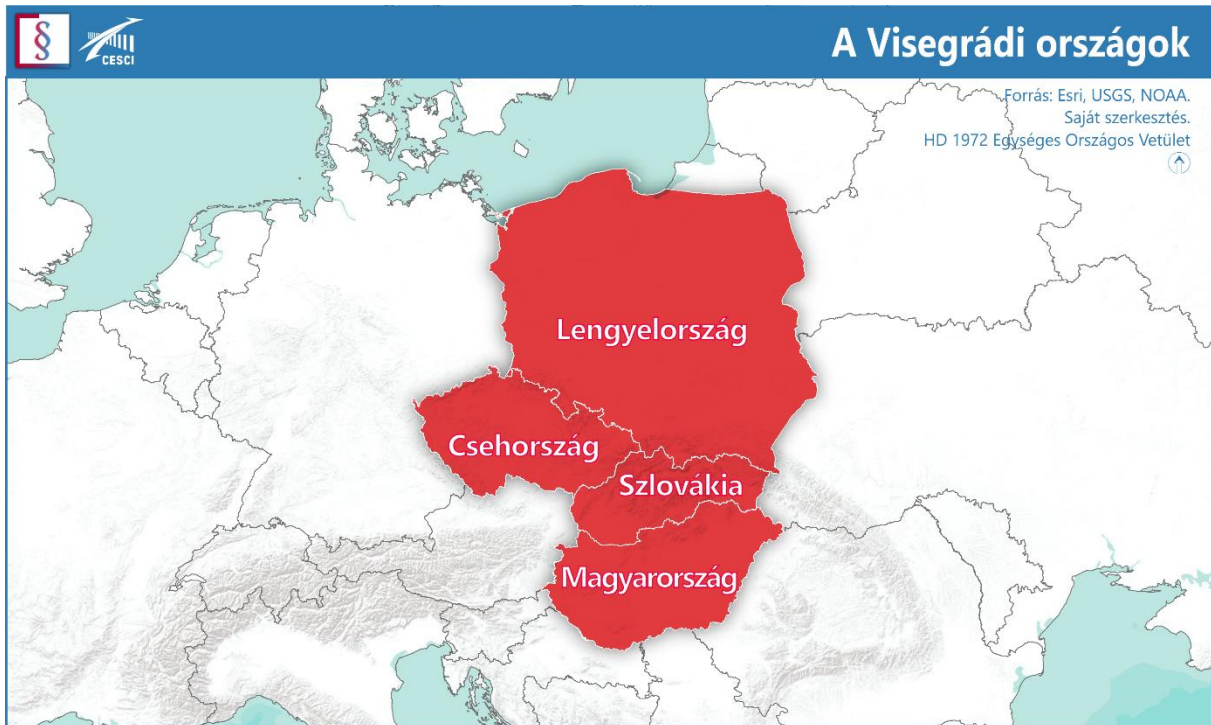 §
CESCI
A Visegrádi országok
Forrás: Esri, USGS, NOAA.
Saját szerkesztés.
HD 1972 Egységes Országos Vetület
Lengyelország
Csehország
Szlovákia
Magyarország